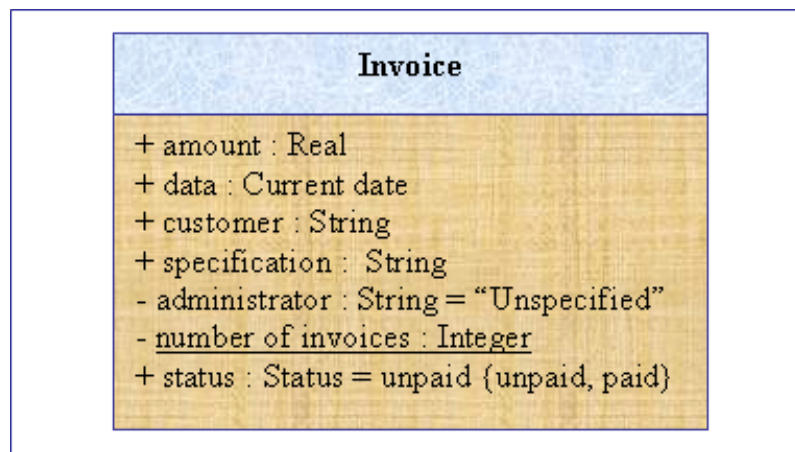 Invoice
+ amount : Real
+ data : Current date
+ customer : String
+ specification : String
- administrator : String = “Unspecified”
- number of invoices : Integer
+ status : Status = unpaid {unpaid, paid}